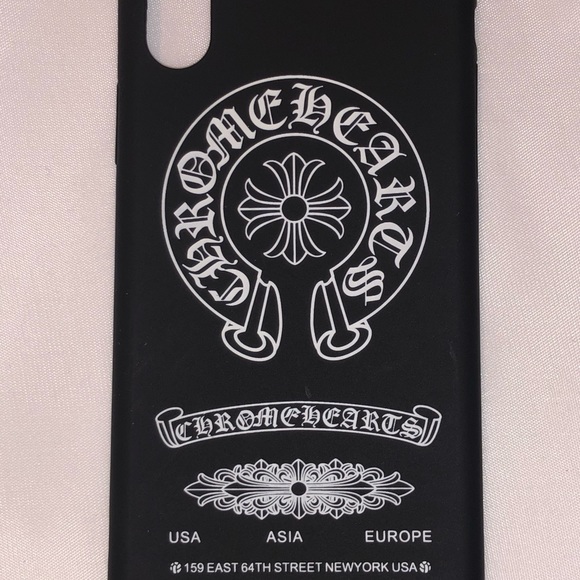 CHROMEHEARTS
CHROMEHEARTS
USA ASIA EUROPE
159 EAST 64TH STREET NEWYORK USA